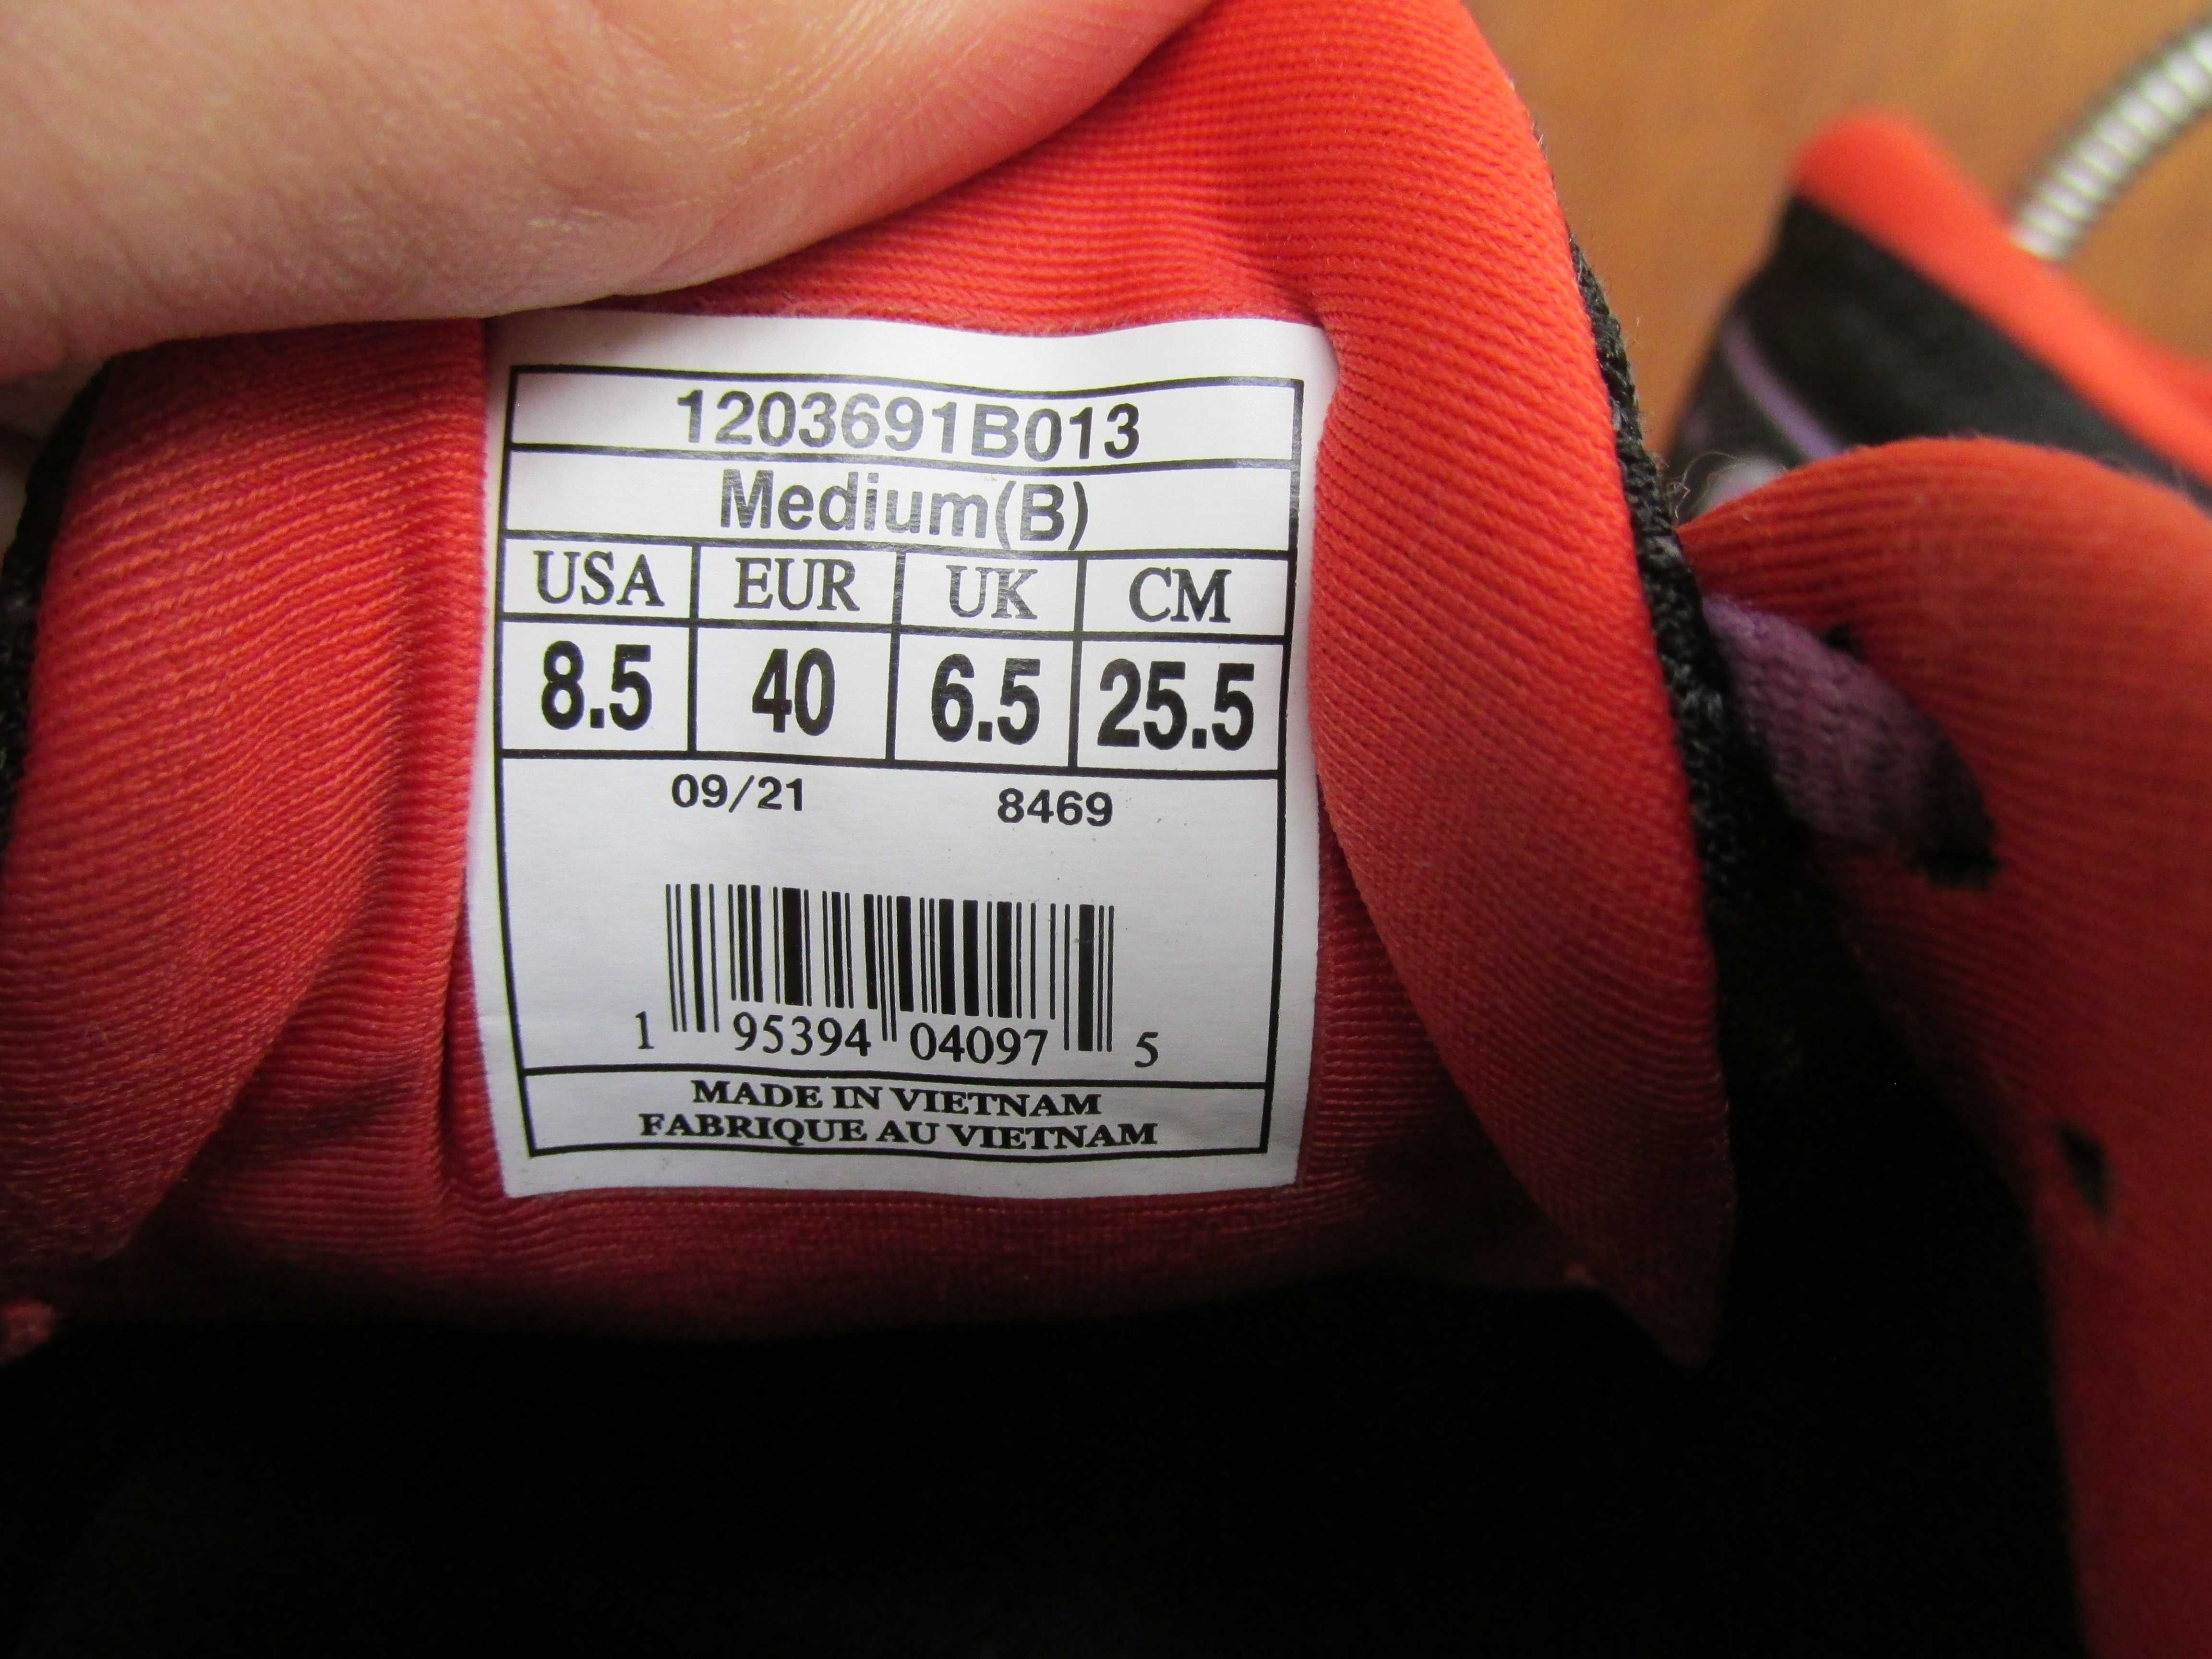 1203691B013
Medium(B)
USA EUR UK CM
8.5 40 6.5 25.5
09/21 8469
1 95394 04097 5
MADE IN VIETNAM
FABRIQUE AU VIETNAM